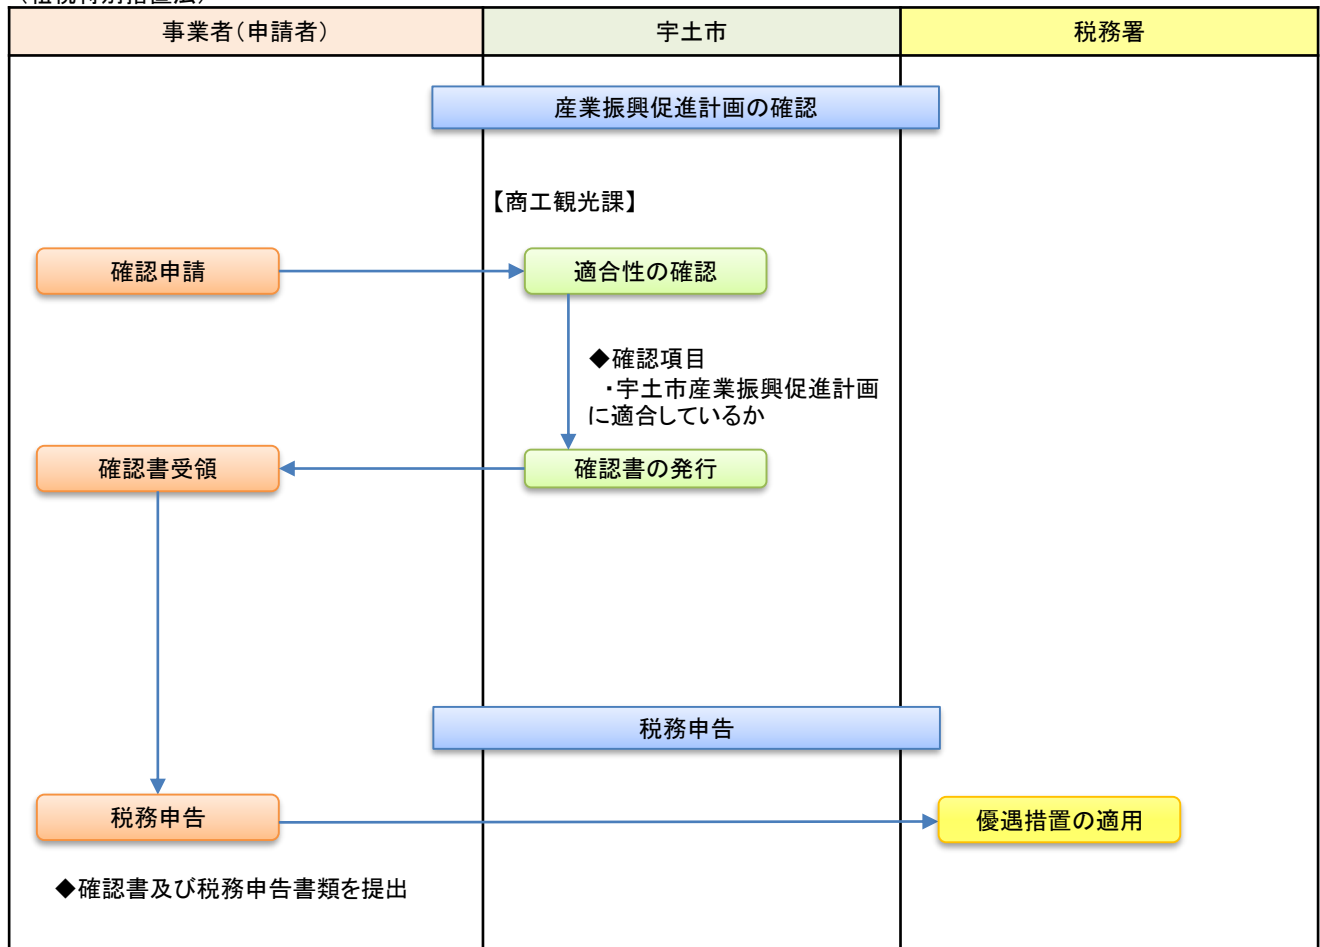 事業者（申請者）
宇土市
税務署
産業振興促進計画の確認
【商工観光課】
確認申請
適合性の確認
◆確認項目
・宇土市産業振興促進計画
に適合しているか
確認書受領
確認書の発行
税務申告
税務申告
優遇措置の適用
◆確認書及び税務申告書類を提出